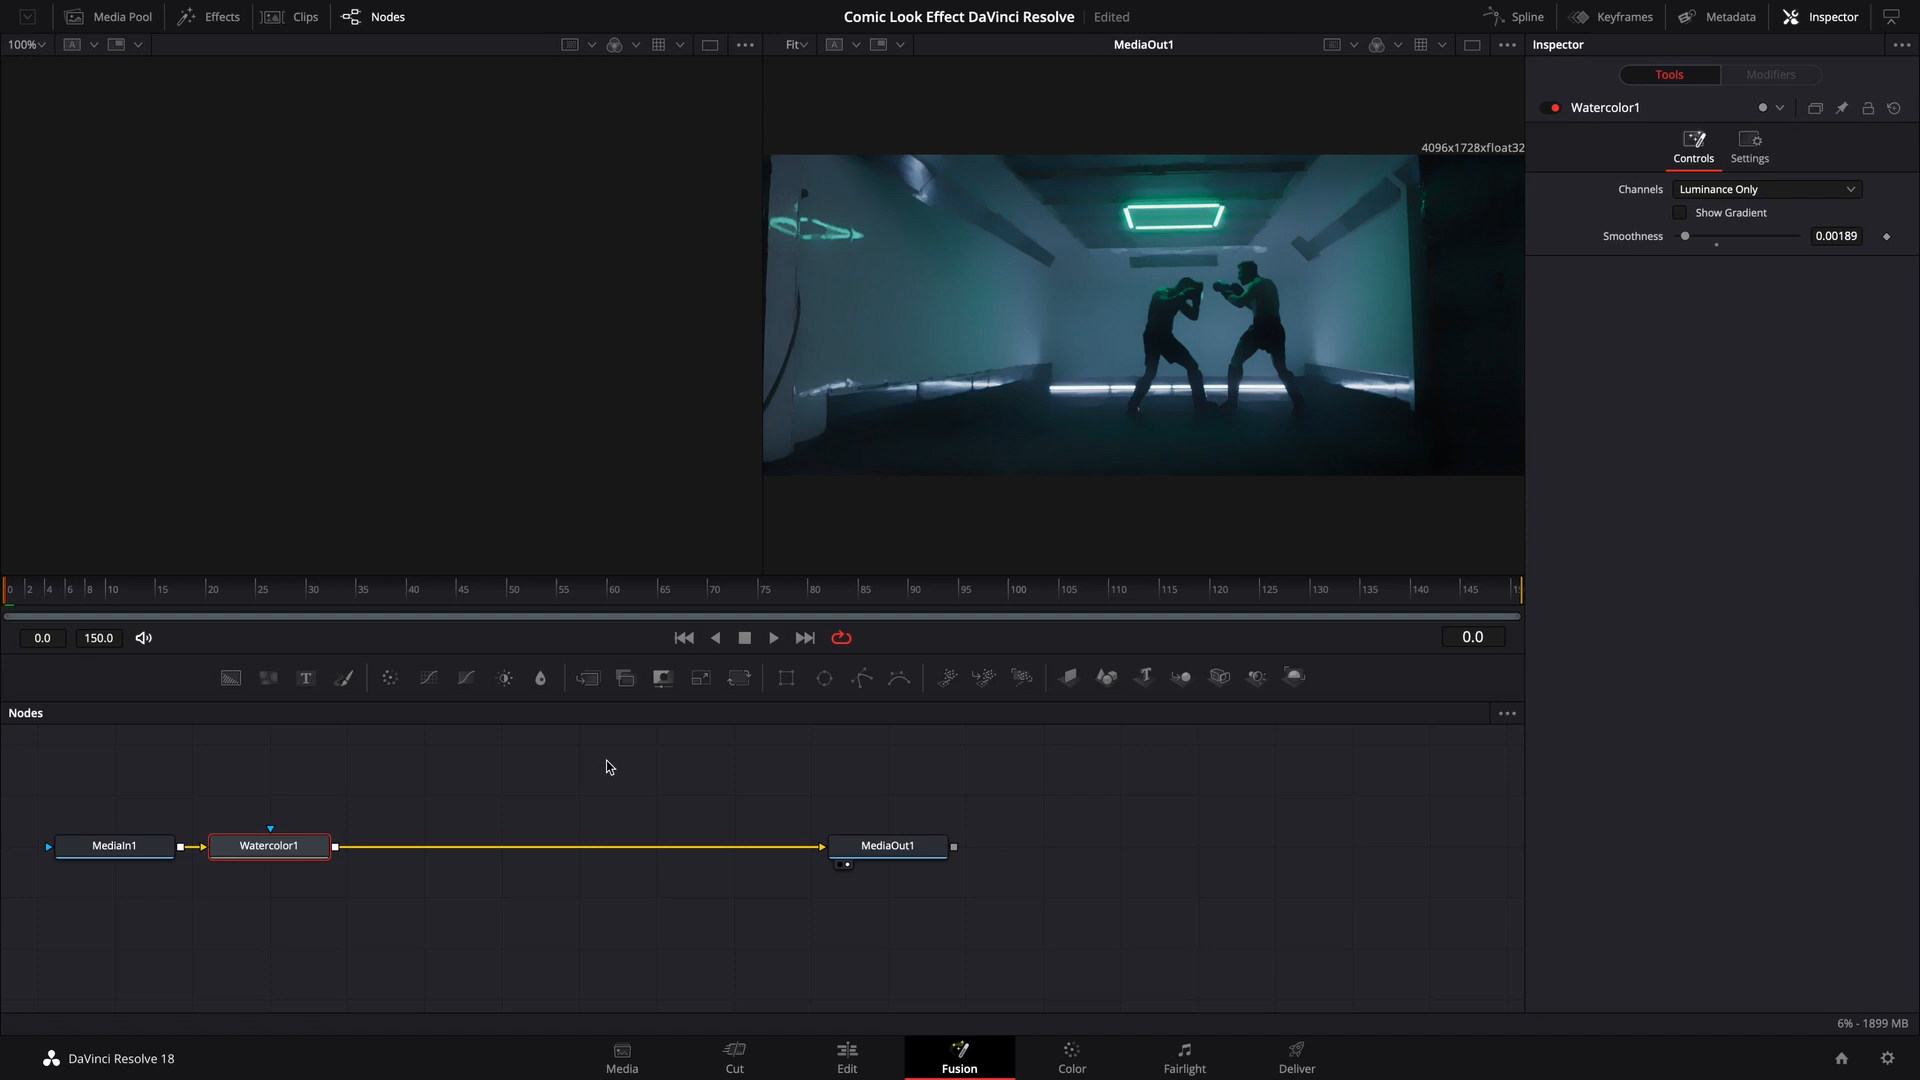 Media Pool Effects Clips Nodes Comic Look Effect DaVinci Resolve Edited Spline Keyframes Metadata Inspector
100% A Fit A MediaOut1 Inspector
Tools Modifiers
Watercolor1
4096x1728xfloat32
Controls Settings
Channels Luminance Only
Show Gradient
Smoothness 0.00189
0 2 4 6 8 10 15 20 25 30 35 40 45 50 55 60 65 70 75 80 85 90 95 100 105 110 115 120 125 130 135 140 145
0.0 150.0 0.0
T T
Nodes
MediaIn1 Watercolor1 MediaOut1
6% - 1899 MB
DaVinci Resolve 18 Media Cut Edit Fusion Color Fairlight Deliver